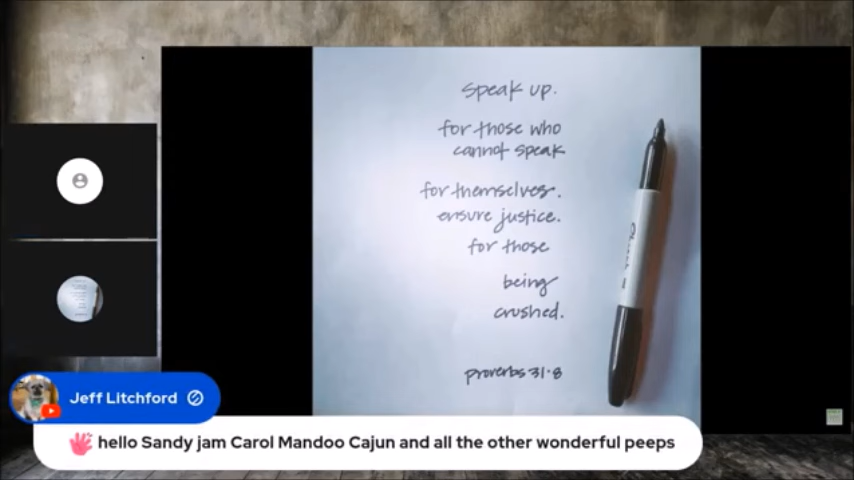 speak up.
for those who
cannot speak
for themselves.
ensure justice.
for those
being
crushed.
proverbs 31·8
Jeff Litchford
hello Sandy jam Carol Mandoo Cajun and all the other wonderful peeps